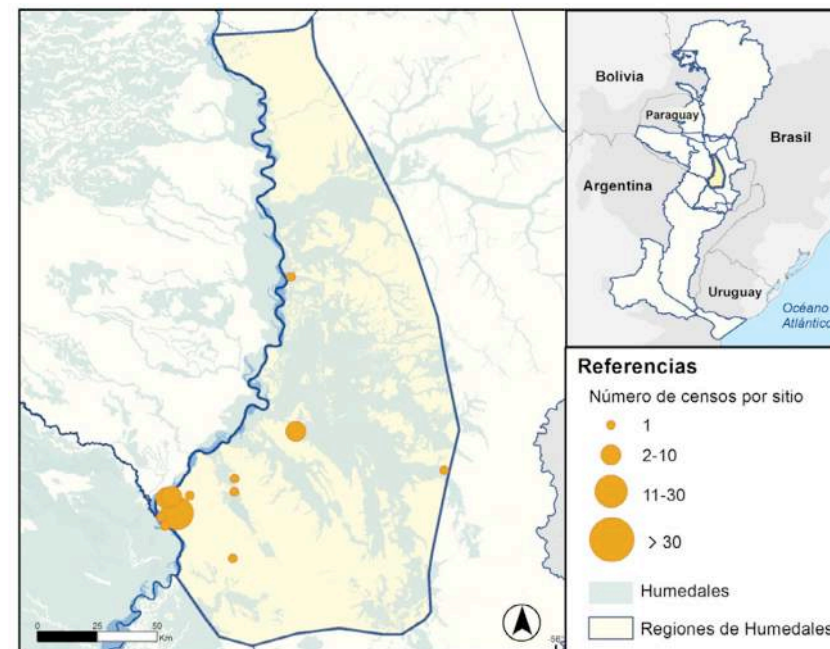 Bolivia
Paraguay
Brasil
Argentina
Uruguay
Océano
Atlántico
Referencias
Número de censos por sitio
1
2-10
11-30
> 30
Humedales
Regiones de Humedales
0 25 50
Km